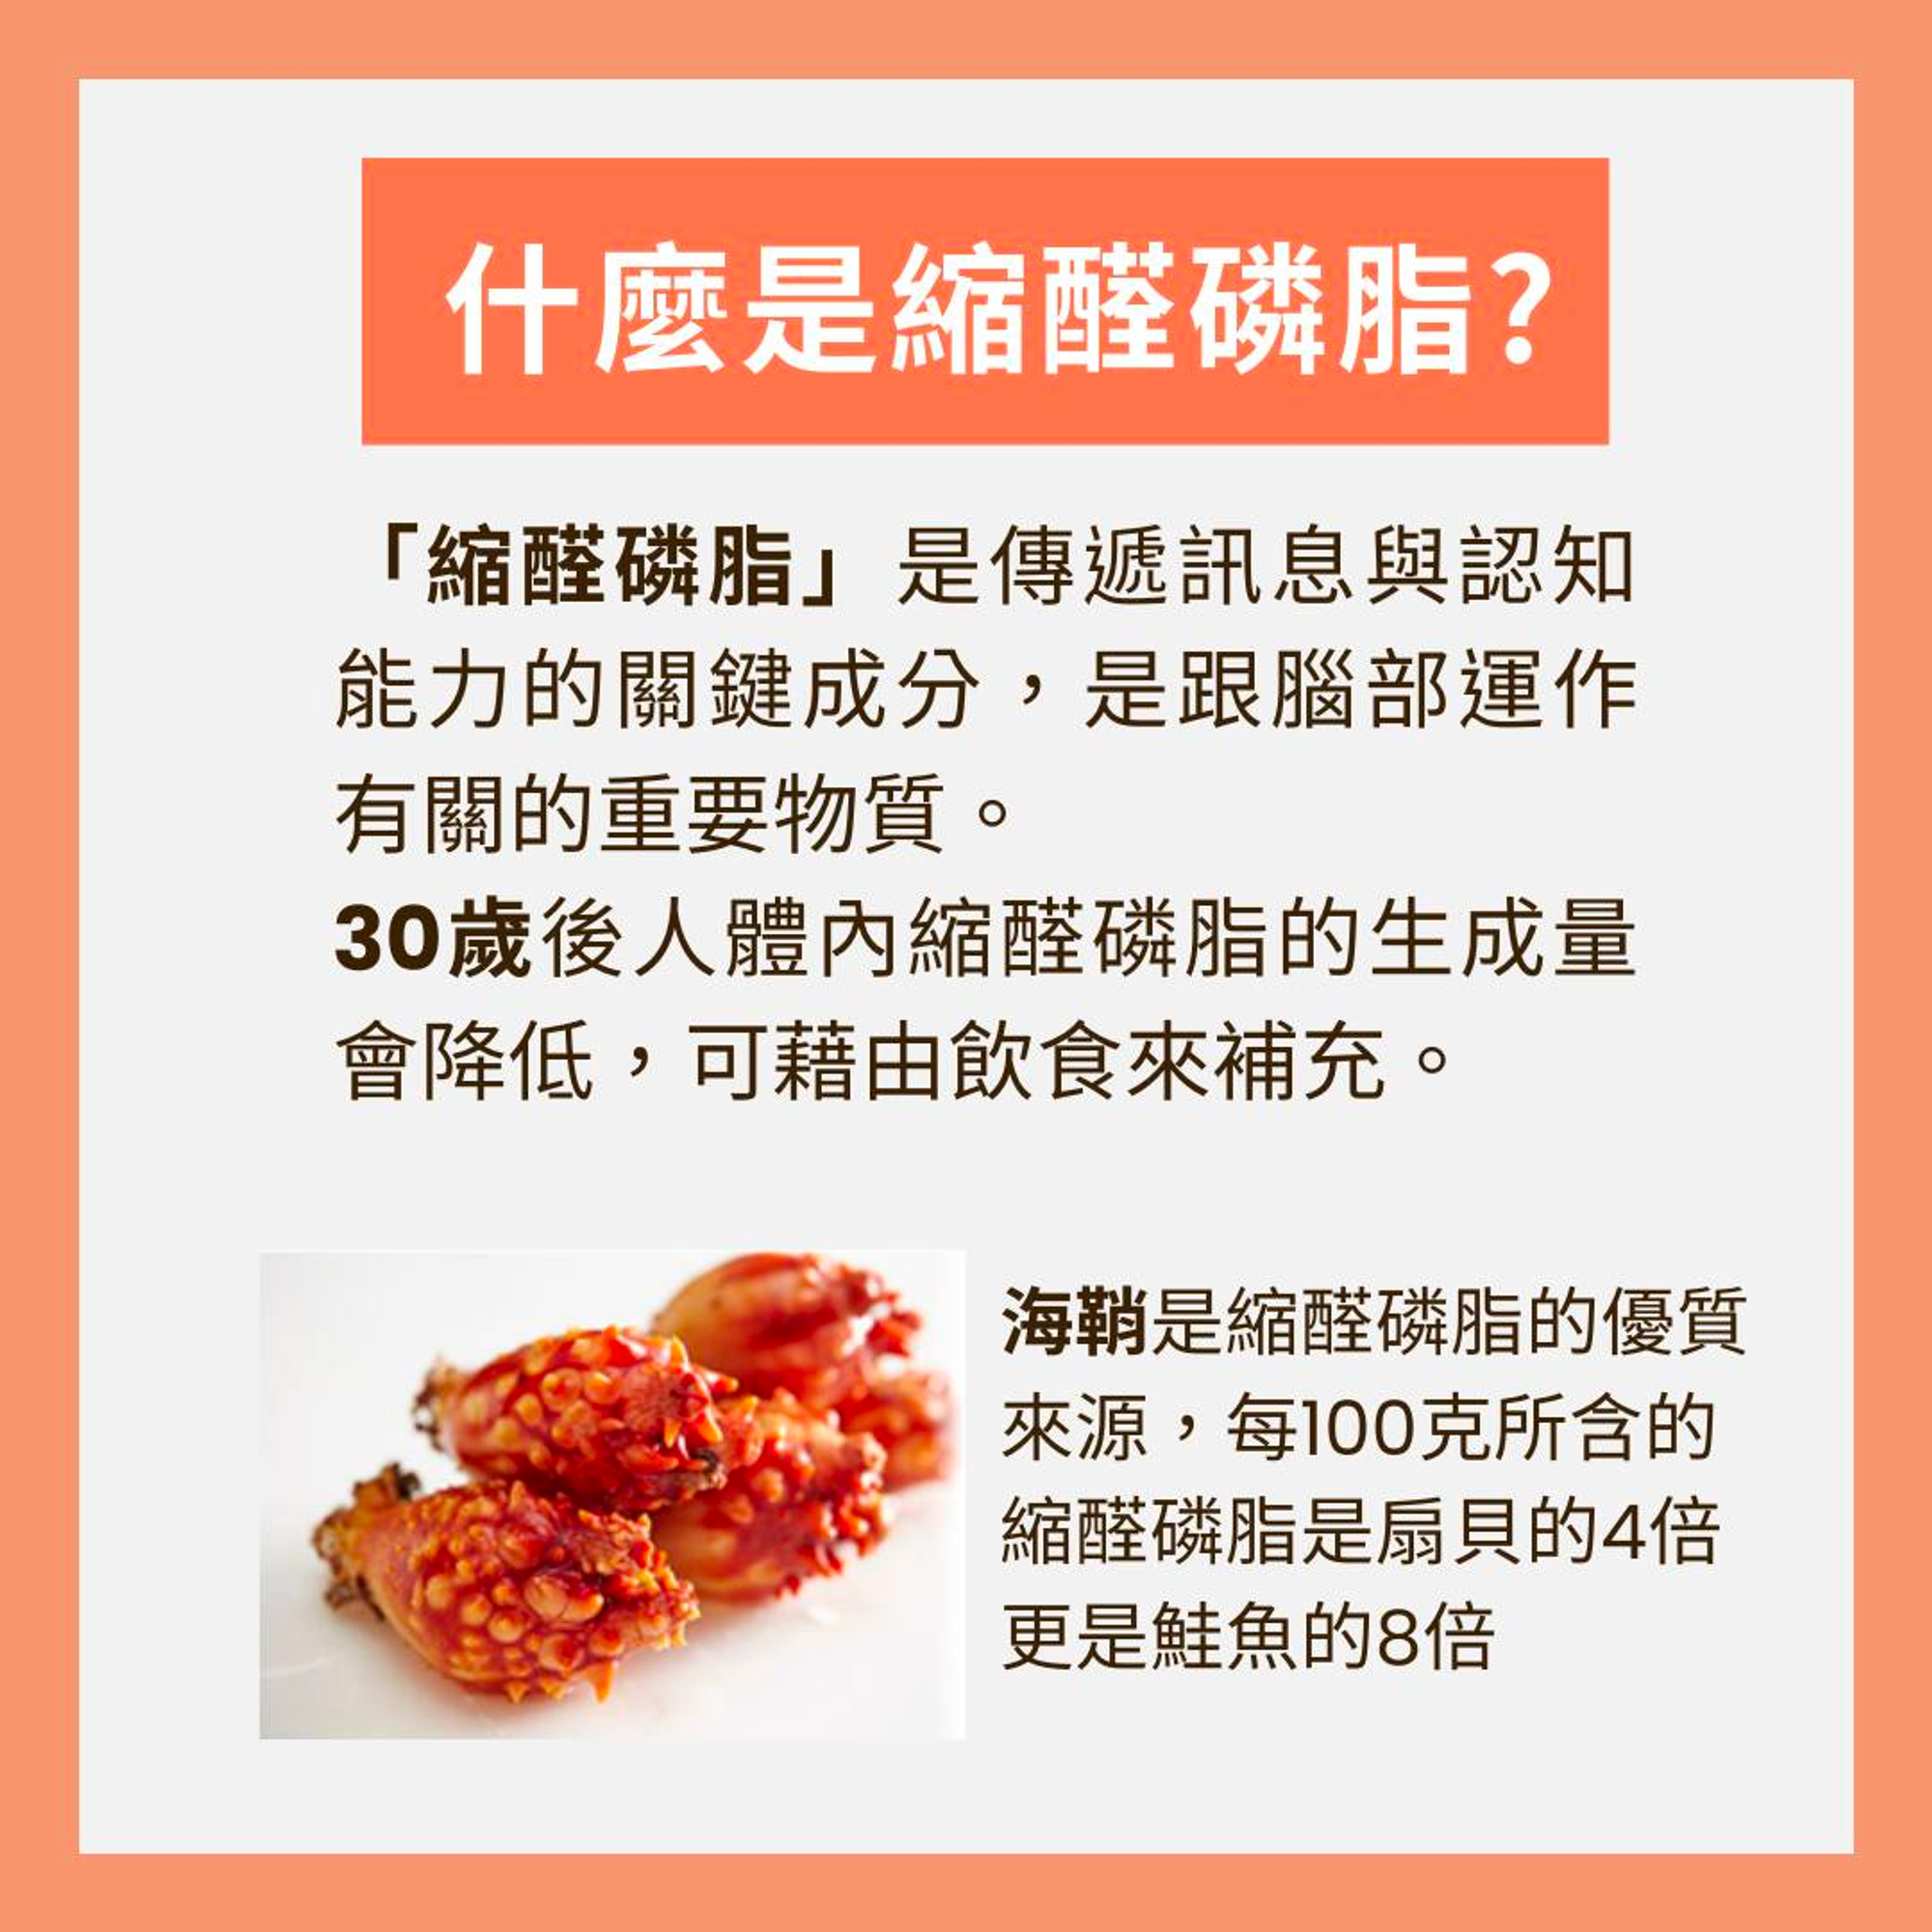 什麼是縮醛磷脂?
「縮醛磷脂」是傳遞訊息與認知
能力的關鍵成分，是跟腦部運作
有關的重要物質。
30歲後人體內縮醛磷脂的生成量
會降低，可藉由飲食來補充。
海鞘是縮醛磷脂的優質
來源，每100克所含的
縮醛磷脂是扇貝的4倍
更是鮭魚的8倍